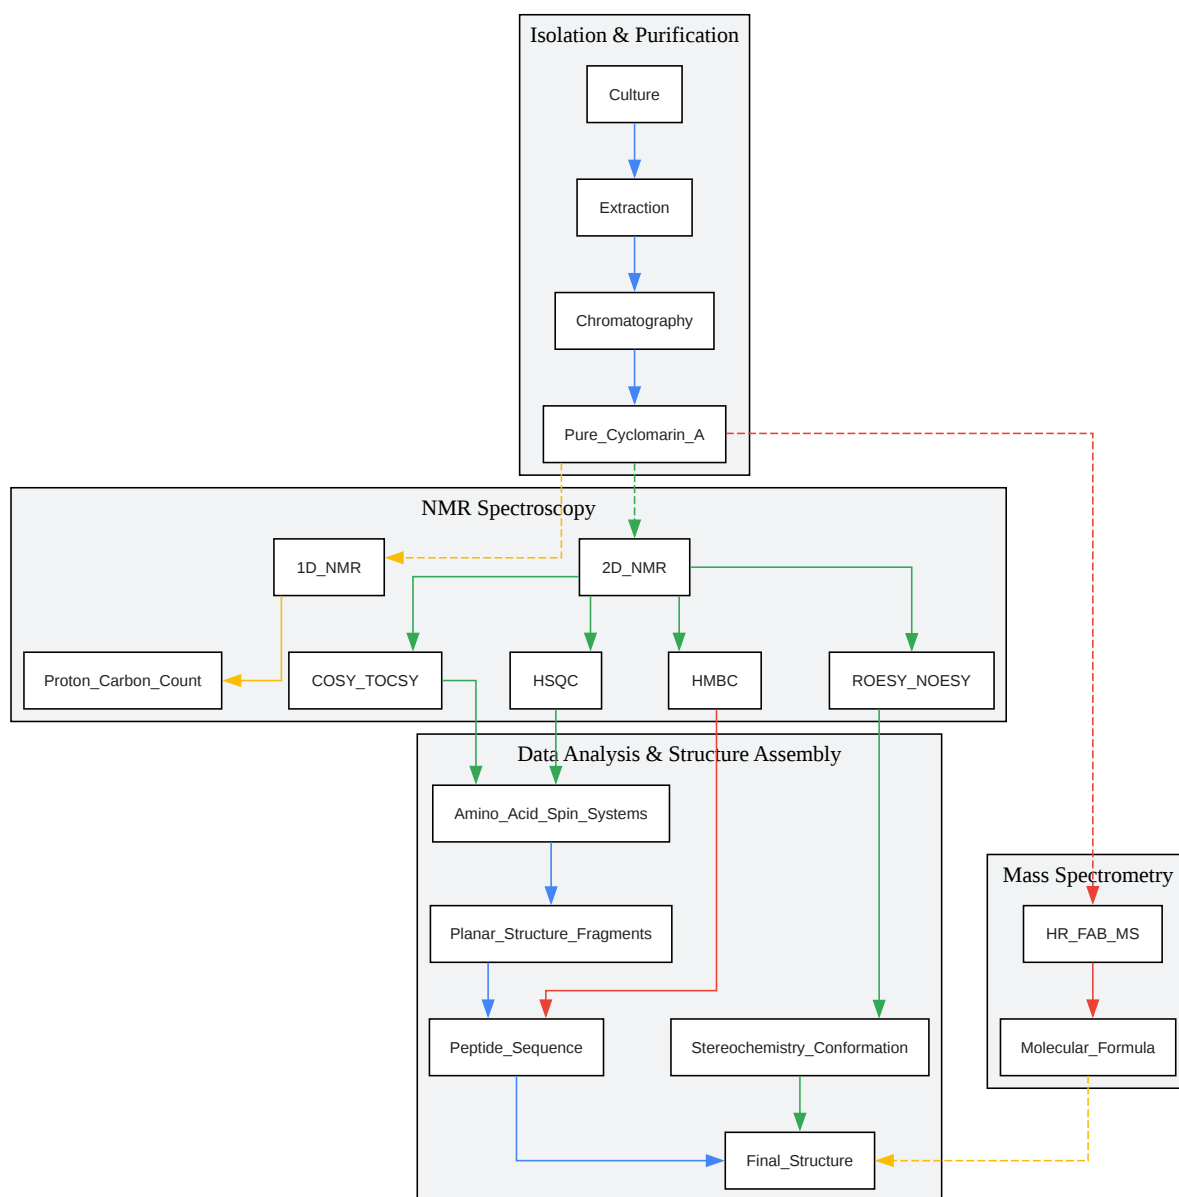 Isolation & Purification
Culture
Extraction
Chromatography
Pure_Cyclomarin_A
NMR Spectroscopy
1D_NMR
2D_NMR
Proton_Carbon_Count
COSY_TOCSY
HSQC
HMBC
ROESY_NOESY
Data Analysis & Structure Assembly
Amino_Acid_Spin_Systems
Mass Spectrometry
Planar_Structure_Fragments
HR_FAB_MS
Peptide_Sequence
Stereochemistry_Conformation
Molecular_Formula
Final_Structure